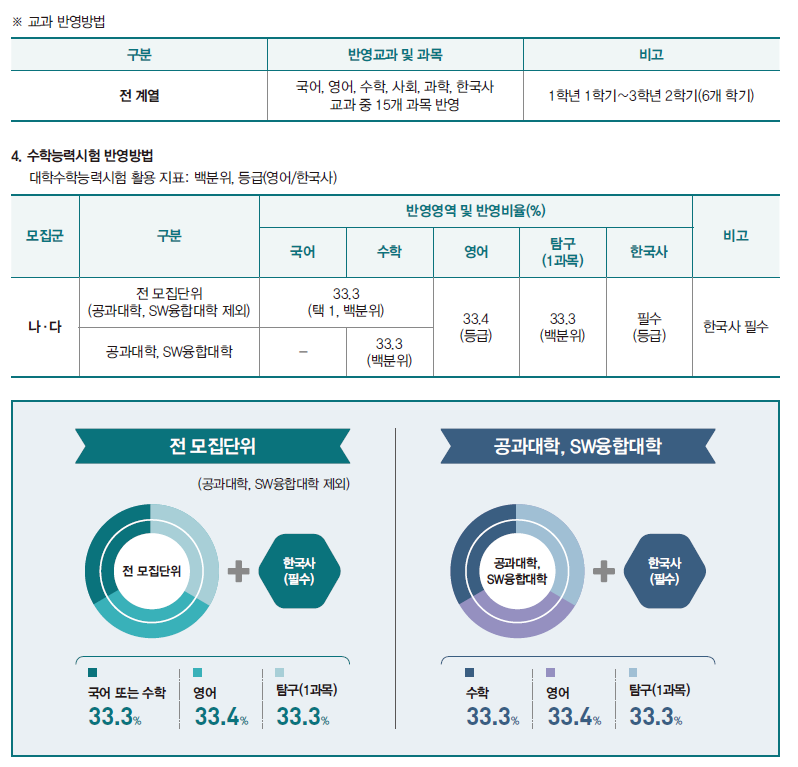 ※ 교과 반영방법
구분 반영교과 및 과목 비고
전 계열 국어, 영어, 수학, 사회, 과학, 한국사 교과 중 15개 과목 반영 1학년 1학기~3학년 2학기(6개 학기)
4. 수학능력시험 반영방법
대학수학능력시험 활용 지표: 백분위, 등급(영어/한국사)
모집군 구분 반영영역 및 반영비율(%) 비고
국어 수학 영어 탐구 (1과목) 한국사
나·다
전 모집단위
(공과대학, SW융합대학 제외)
33.3
(택 1, 백분위)
33.4
(등급)
33.3
(백분위)
필수
(등급)
한국사 필수
공과대학, SW융합대학
–
33.3
(백분위)
전 모집단위
(공과대학, SW융합대학 제외)
전 모집단위
한국사
(필수)
국어 또는 수학 영어 탐구(1과목)
33.3% 33.4% 33.3%
공과대학, SW융합대학
공과대학,
SW융합대학
한국사
(필수)
수학 영어 탐구(1과목)
33.3% 33.4% 33.3%